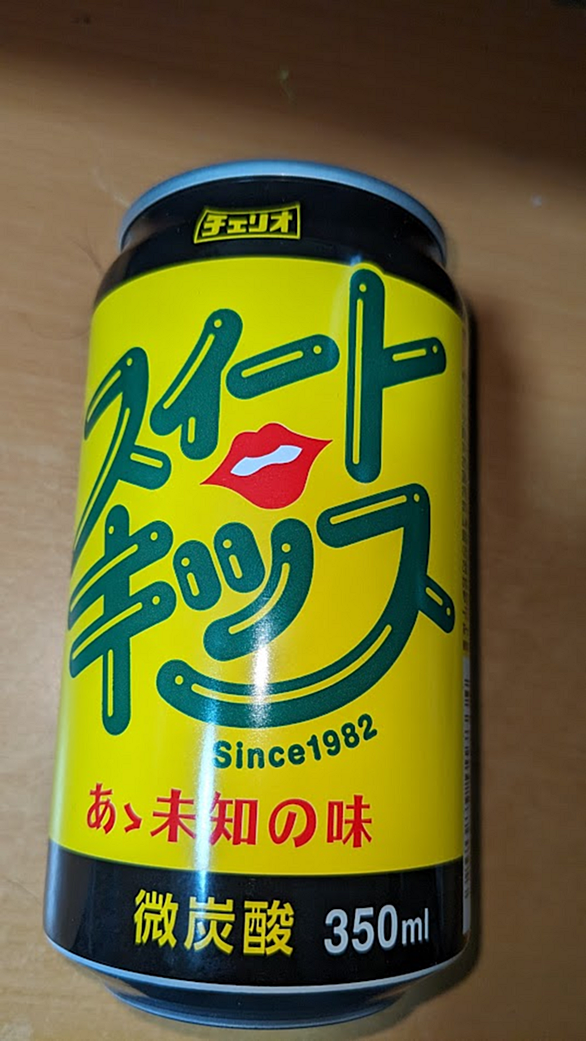 チェリオ
スイート
キッス
Since1982
あゝ未知の味
微炭酸 350ml